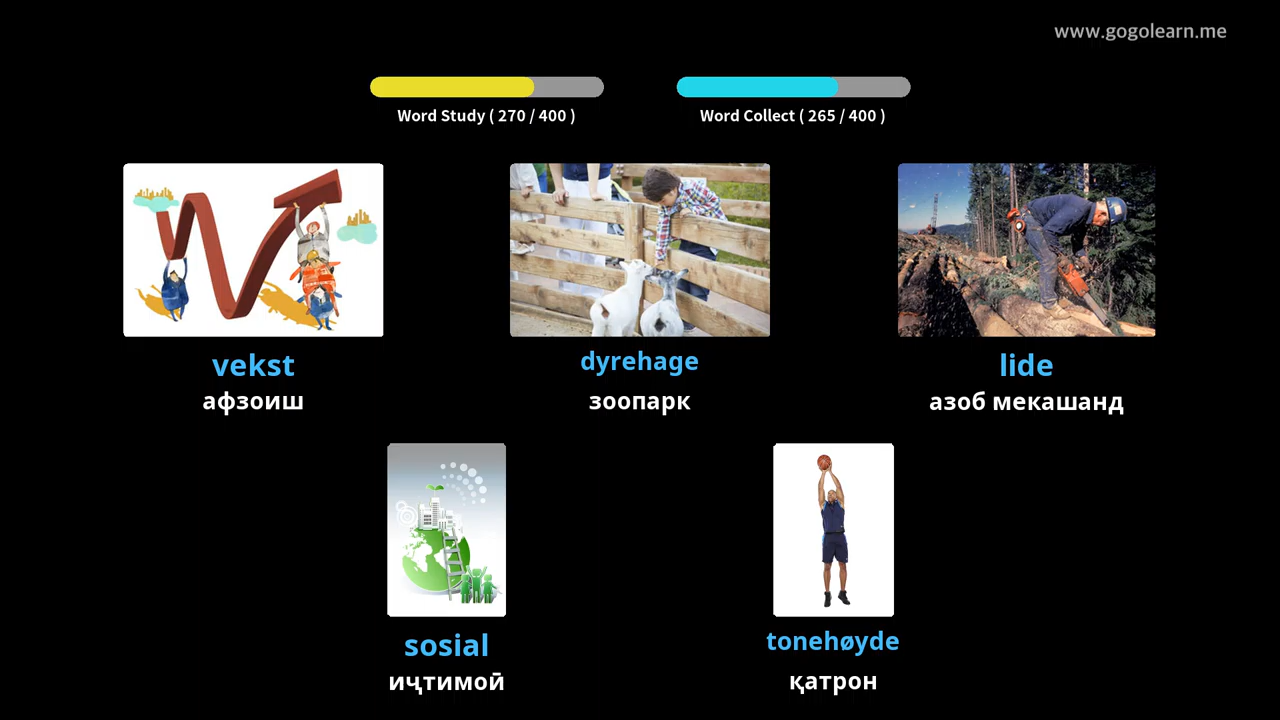 www.gogolearn.me
Word Study ( 270 / 400 )
Word Collect ( 265 / 400 )
vekst
афзоиш
dyrehage
зоопарк
lide
азоб мекашанд
sosial
иҷтимоӣ
tonehøyde
қатрон